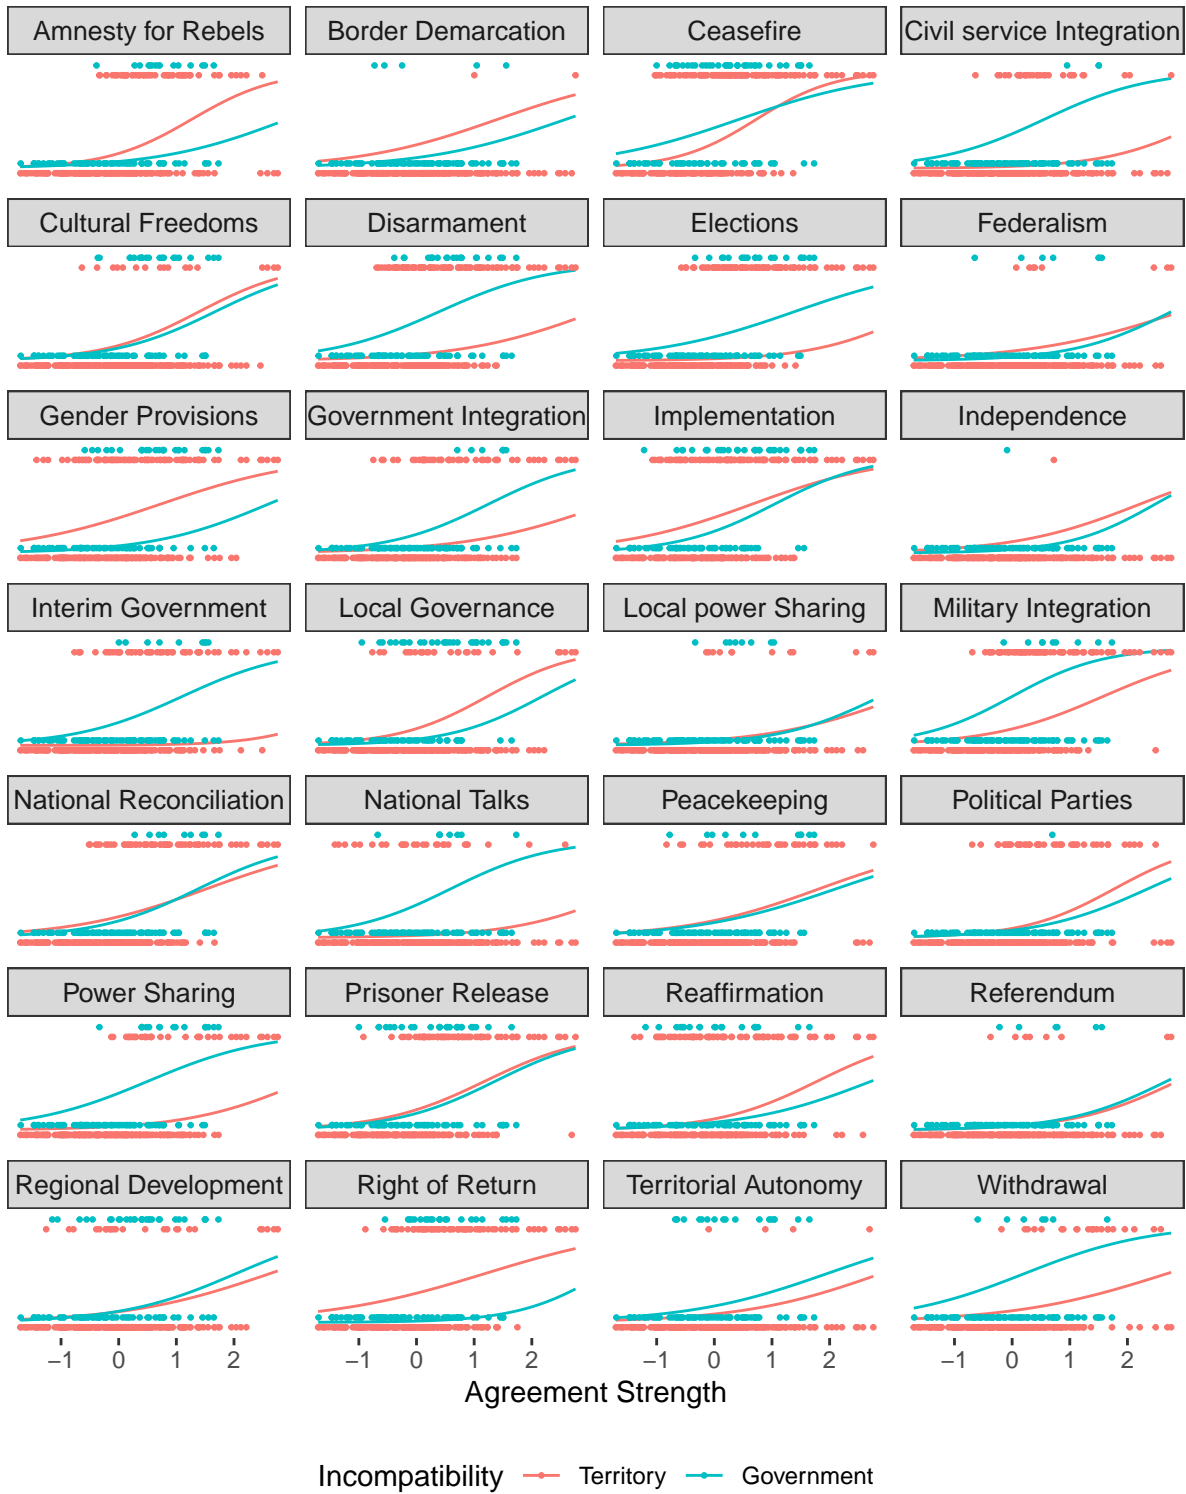 Amnesty for Rebels
Border Demarcation
Ceasefire
Civil service Integration
Cultural Freedoms
Disarmament
Elections
Federalism
Gender Provisions
Government Integration
Implementation
Independence
Interim Government
Local Governance
Local power Sharing
Military Integration
National Reconciliation
National Talks
Peacekeeping
Political Parties
Power Sharing
Prisoner Release
Reaffirmation
Referendum
Regional Development
Right of Return
Territorial Autonomy
Withdrawal
−1 0 1 2
−1 0 1 2
−1 0 1 2
−1 0 1 2
Agreement Strength
Incompatibility Territory Government